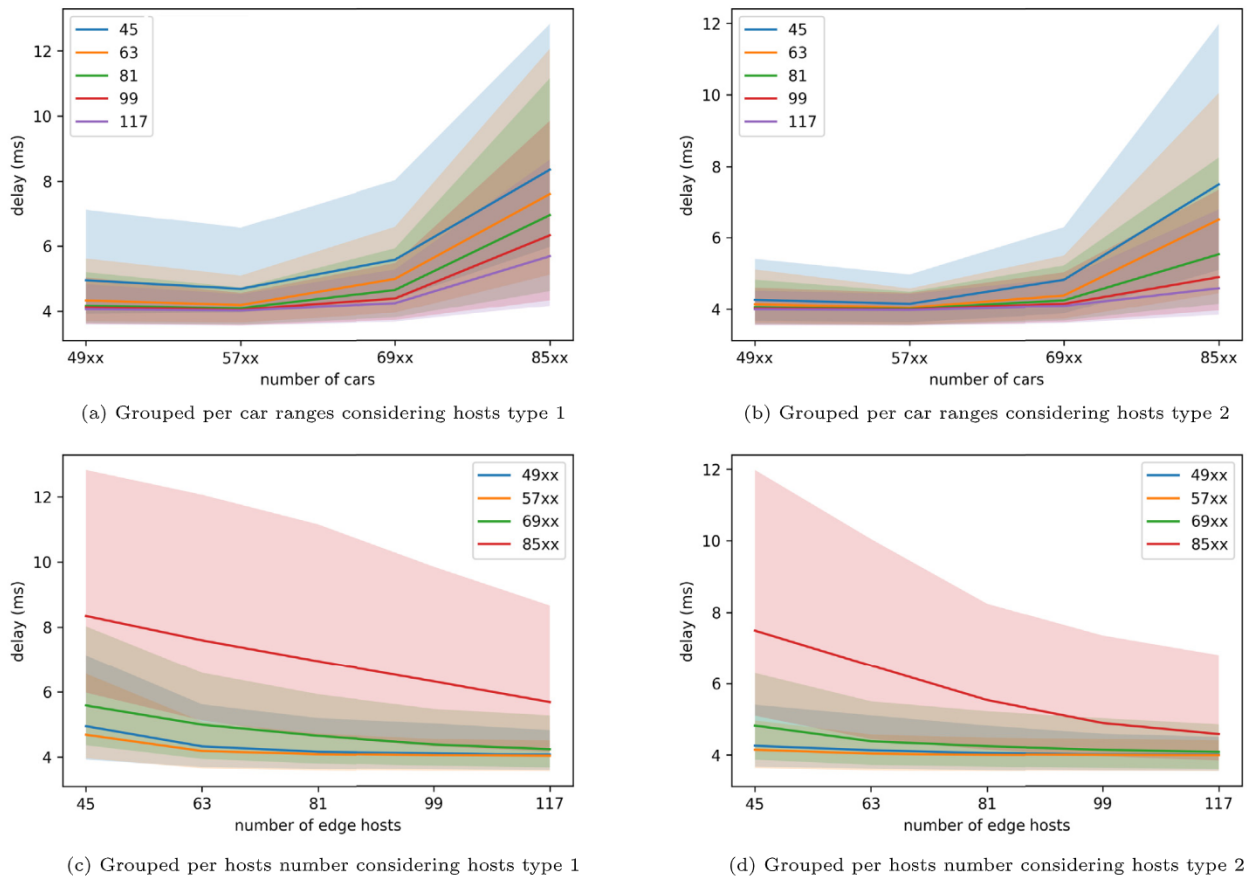 45
63
81
99
117
12
10
8
6
4
delay (ms)
49xx 57xx 69xx 85xx
number of cars
(a) Grouped per car ranges considering hosts type 1
45
63
81
99
117
12
10
8
6
4
delay (ms)
49xx 57xx 69xx 85xx
number of cars
(b) Grouped per car ranges considering hosts type 2
49xx
57xx
69xx
85xx
12
10
8
6
4
delay (ms)
45 63 81 99 117
number of edge hosts
(c) Grouped per hosts number considering hosts type 1
49xx
57xx
69xx
85xx
12
10
8
6
4
delay (ms)
45 63 81 99 117
number of edge hosts
(d) Grouped per hosts number considering hosts type 2